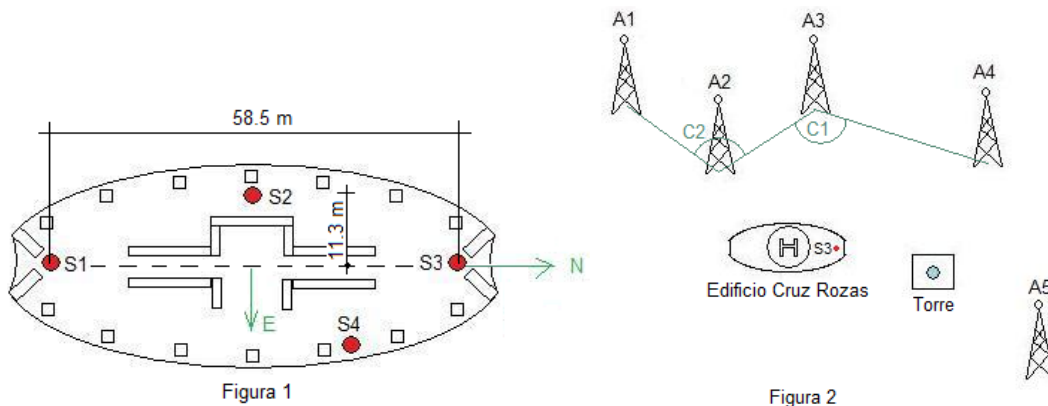 58.5 m
S2
11.3 m
S1
S3
N
E
S4
Figura 1
A1
A3
A2
A4
C2
C1
H
S3
Edificio Cruz Rozas
Torre
A5
Figura 2